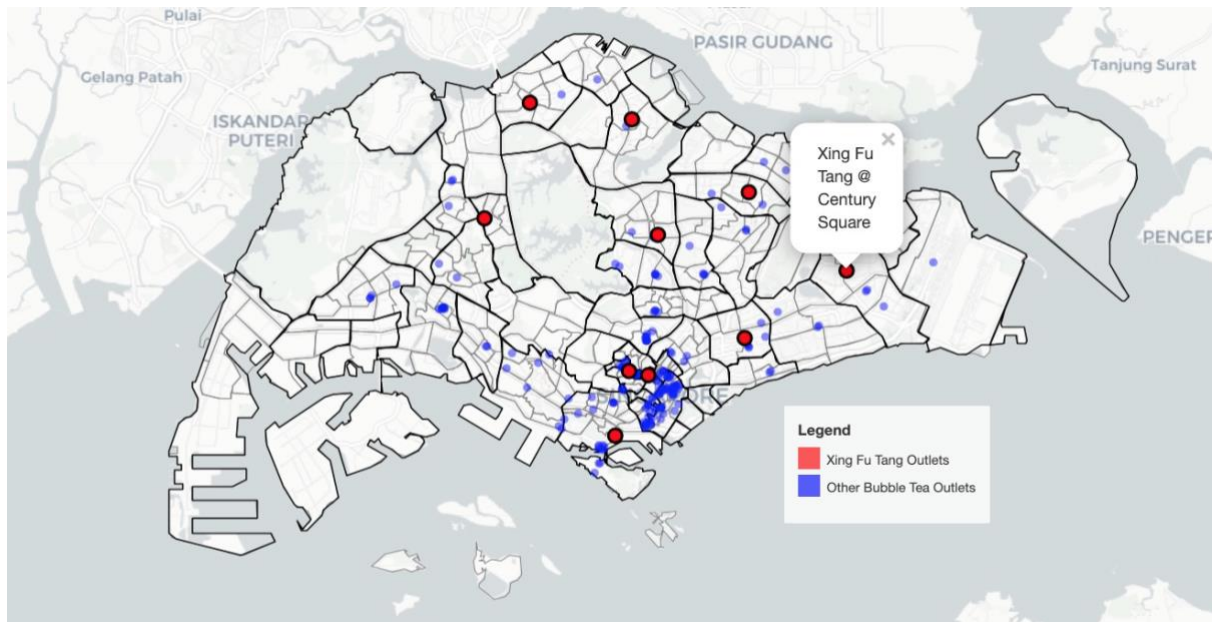 Pulai
PASIR GUDANG
Gelang Patah
Tanjung Surat
ISKANDAR
PUTERI
×
Xing Fu
Tang @
Century
Square
Legend
Xing Fu Tang Outlets
Other Bubble Tea Outlets